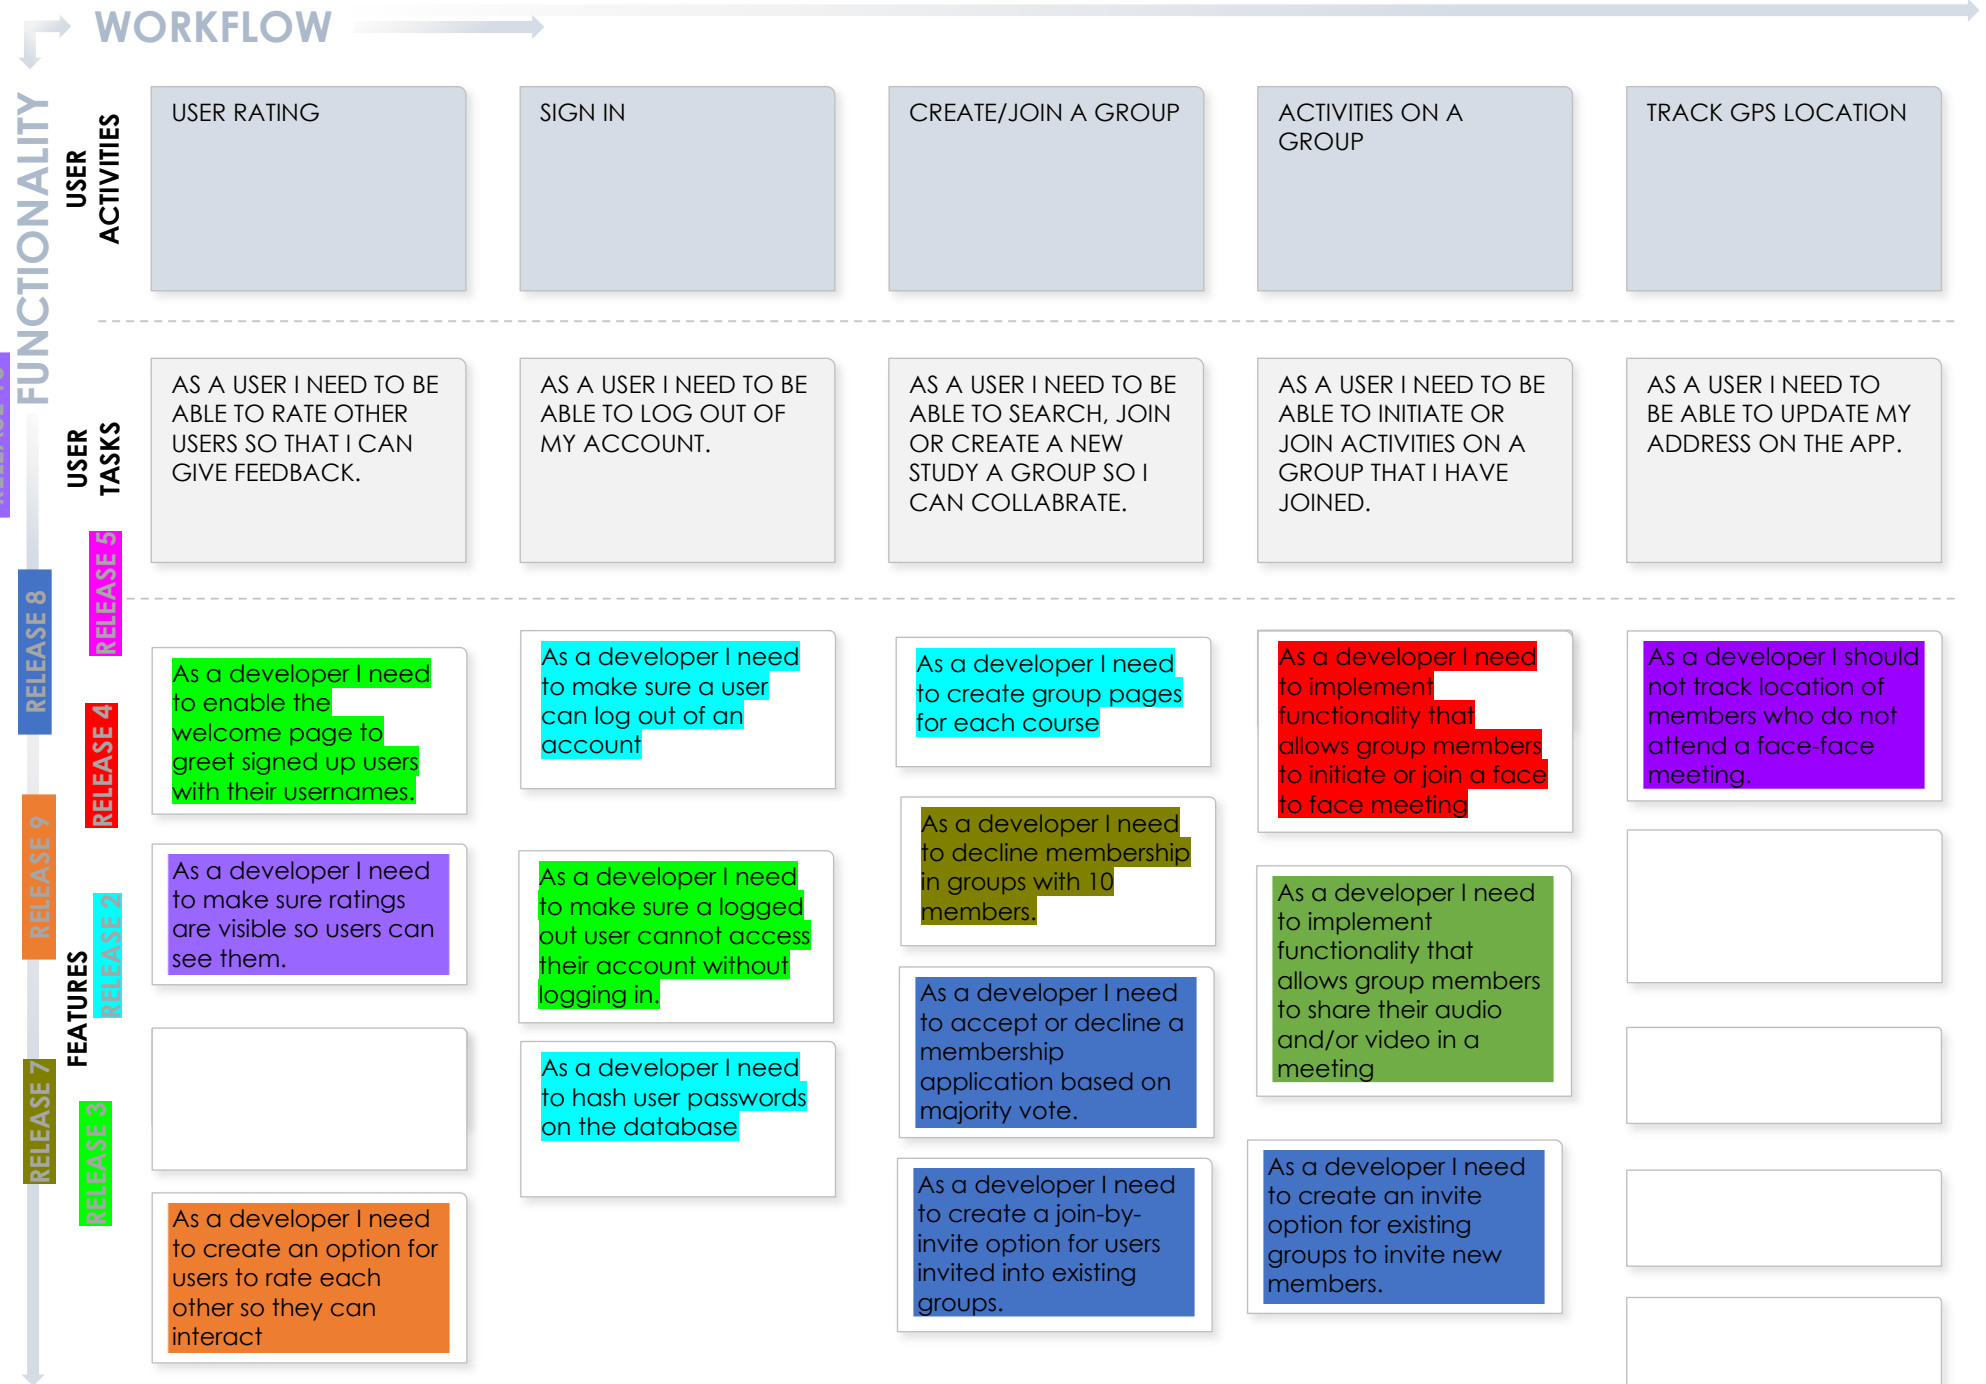 WORKFLOW
FUNCTIONALITY
USER
ACTIVITIES
USER RATING
SIGN IN
CREATE/JOIN A GROUP
ACTIVITIES ON A
GROUP
TRACK GPS LOCATION
USER
TASKS
AS A USER I NEED TO BE
ABLE TO RATE OTHER
USERS SO THAT I CAN
GIVE FEEDBACK.
AS A USER I NEED TO BE
ABLE TO LOG OUT OF
MY ACCOUNT.
AS A USER I NEED TO BE
ABLE TO SEARCH, JOIN
OR CREATE A NEW
STUDY A GROUP SO I
CAN COLLABRATE.
AS A USER I NEED TO BE
ABLE TO INITIATE OR
JOIN ACTIVITIES ON A
GROUP THAT I HAVE
JOINED.
AS A USER I NEED TO
BE ABLE TO UPDATE MY
ADDRESS ON THE APP.
RELEASE 5
RELEASE 8
RELEASE 4
RELEASE 9
RELEASE 2
FEATURES
RELEASE 7
RELEASE 3
As a developer I need
to enable the
welcome page to
greet signed up users
with their usernames.
As a developer I need
to make sure ratings
are visible so users can
see them.
As a developer I need
to create an option for
users to rate each
other so they can
interact
As a developer I need
to make sure a user
can log out of an
account
As a developer I need
to make sure a logged
out user cannot access
their account without
logging in.
As a developer I need
to hash user passwords
on the database
As a developer I need
to create group pages
for each course
As a developer I need
to decline membership
in groups with 10
members.
As a developer I need
to accept or decline a
membership
application based on
majority vote.
As a developer I need
to create a join-by-
invite option for users
invited into existing
groups.
As a developer I need
to implement
functionality that
allows group members
to initiate or join a face
to face meeting
As a developer I need
to implement
functionality that
allows group members
to share their audio
and/or video in a
meeting
As a developer I need
to create an invite
option for existing
groups to invite new
members.
As a developer I should
not track location of
members who do not
attend a face-face
meeting.